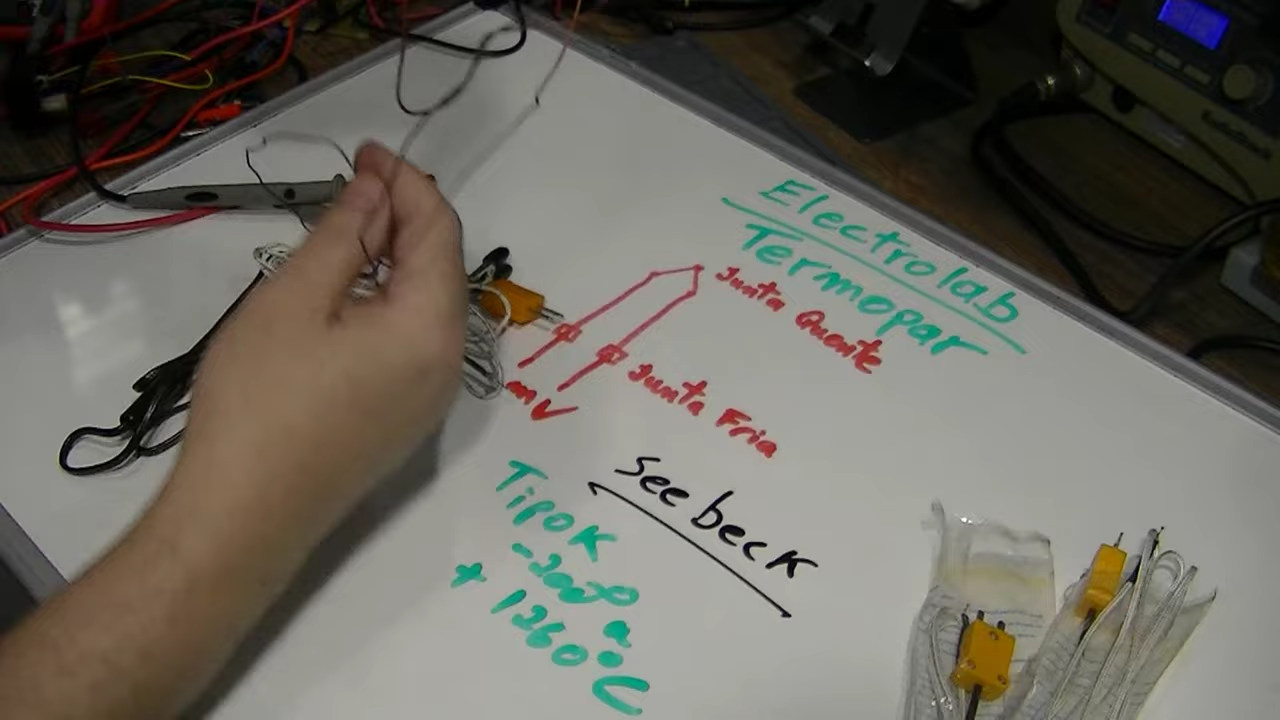 Electrolab
Termopar
Junta Quente
Junta Fria
mV
Seebeck
Tipo K
-200° a
+ 1260°C